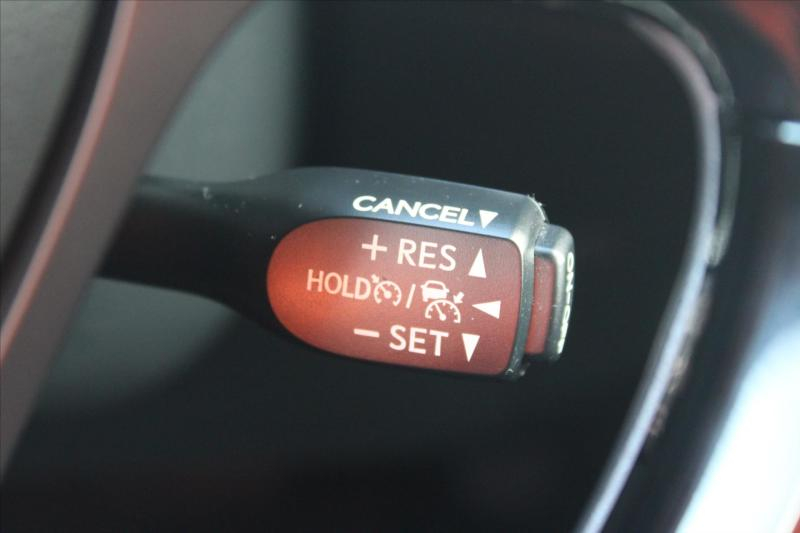 CANCEL▼
+ RES ▲
HOLD / ◀
− SET ▼